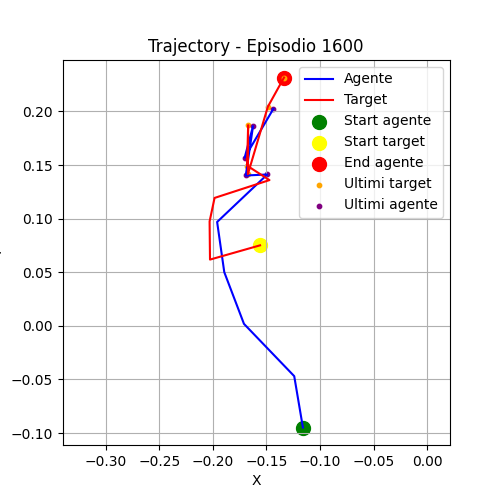 Trajectory - Episodio 1600
Agente
Target
Start agente
Start target
End agente
Ultimi target
Ultimi agente
0.20
0.15
0.10
0.05
0.00
−0.05
−0.10
−0.30
−0.25
−0.20
−0.15
−0.10
−0.05
0.00
X